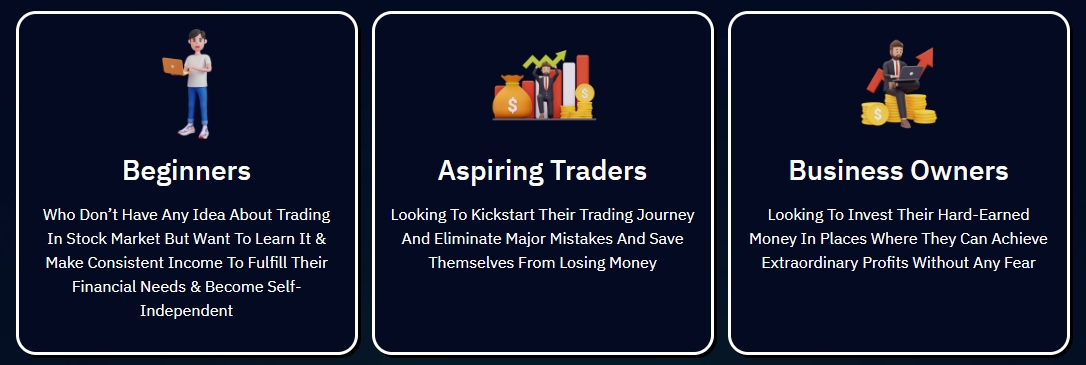 Beginners
Who Don’t Have Any Idea About Trading
In Stock Market But Want To Learn It &
Make Consistent Income To Fulfill Their
Financial Needs & Become Self-
Independent
$
$
Aspiring Traders
Looking To Kickstart Their Trading Journey
And Eliminate Major Mistakes And Save
Themselves From Losing Money
$
Business Owners
Looking To Invest Their Hard-Earned
Money In Places Where They Can Achieve
Extraordinary Profits Without Any Fear